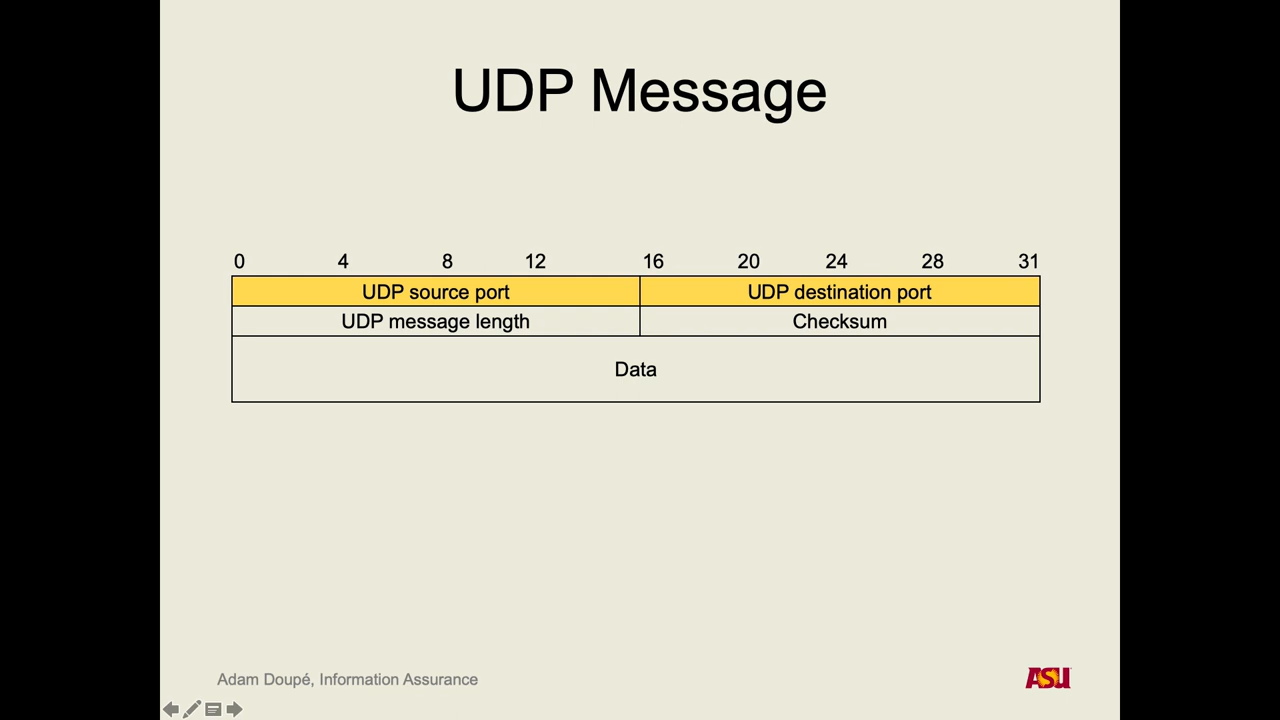 UDP Message
0 4 8 12 16 20 24 28 31
UDP source port UDP destination port
UDP message length Checksum
Data
Adam Doupé, Information Assurance
ASU